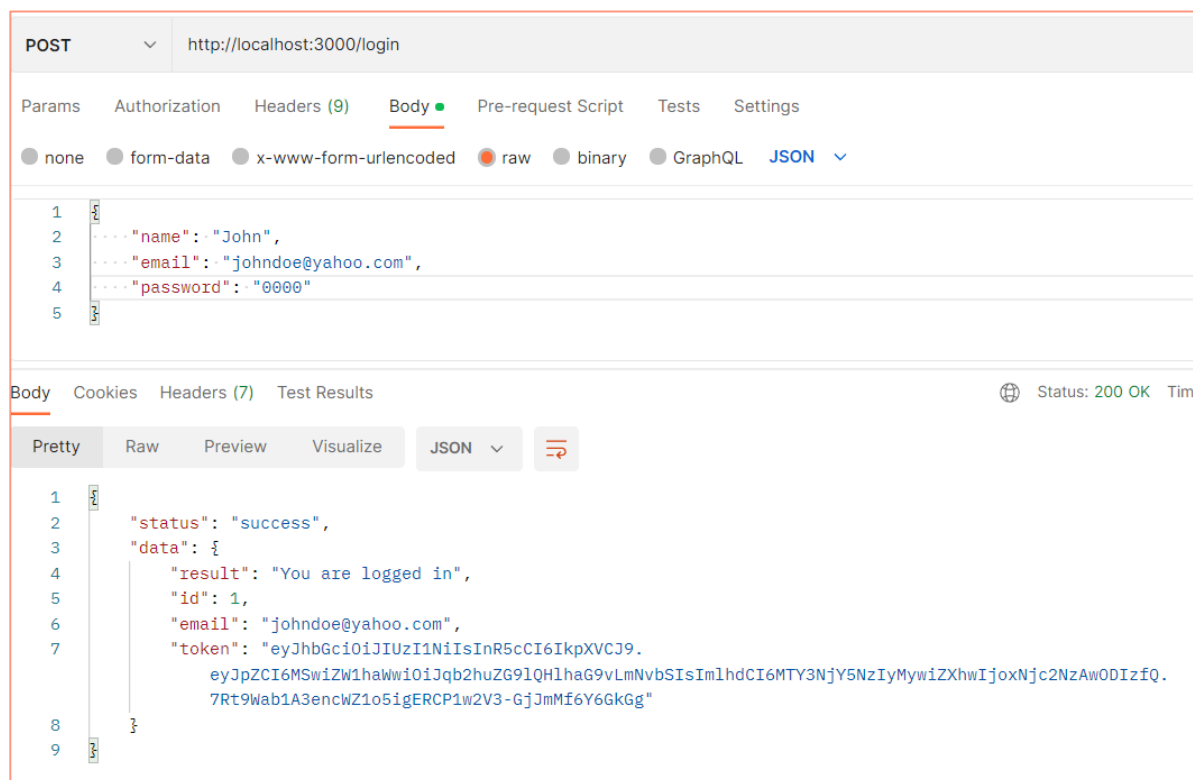 POST http://localhost:3000/login
Params Authorization Headers (9) Body Pre-request Script Tests Settings
none form-data x-www-form-urlencoded raw binary GraphQL JSON
1 {
2 "name": "John",
3 "email": "johndoe@yahoo.com",
4 "password": "0000"
5 }
Body Cookies Headers (7) Test Results Status: 200 OK Tim
Pretty Raw Preview Visualize JSON
1 {
2 "status": "success",
3 "data": {
4 "result": "You are logged in",
5 "id": 1,
6 "email": "johndoe@yahoo.com",
7 "token": "eyJhbGciOiJIUzI1NiIsInR5cCI6IkpXVCJ9.
eyJpZCI6MSwiZW1haWwiOiJqb2huZG9lQHlhaG9vLmNvbSIsImlhdCI6MTY3NjY5NzIyMywiZXhwIjoxNjc2NzAwODIzfQ.
7Rt9Wab1A3encWZ1o5igERCP1w2V3-GjJmMf6Y6GkGg"
8 }
9 }